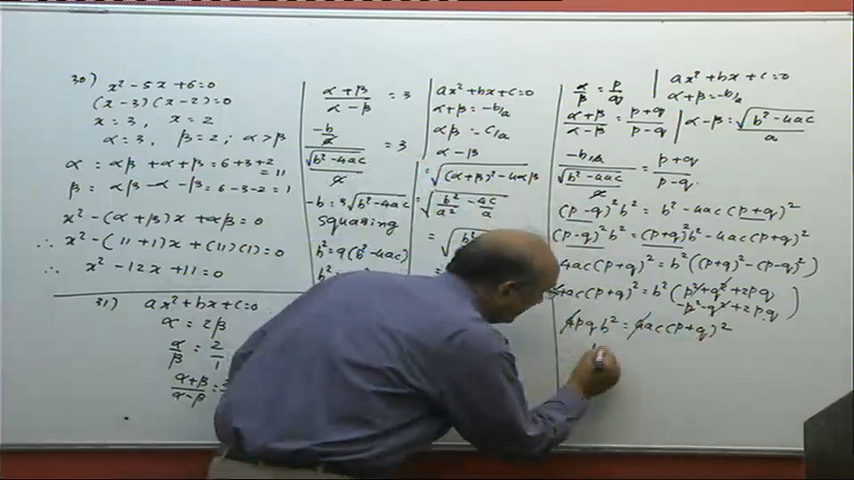 30) x² - 5x + 6 = 0
(x - 3)(x - 2) = 0
x = 3, x = 2
α = 3, β = 2; α > β
α = αβ + α + β = 6 + 3 + 2
= 11
β = αβ - α - β = 6 - 3 - 2 = 1
x² - (α + β)x + αβ = 0
∴ x² - (11 + 1)x + (11)(1) = 0
∴ x² - 12x + 11 = 0
31) ax² + bx + c = 0
α = 2β
α/β = 2/1
(α+β)/(α-β) =
(α + β)/(α - β) = 3
(-b/a)/(√(b² - 4ac)/a) = 3
-b = 3√(b² - 4ac)
Squaring
b² = 9(b² - 4ac)
b²
ax² + bx + c = 0
α + β = -b/a
αβ = c/a
α - β
= √((α + β)² - 4αβ)
= √(b²/a² - 4c/a)
= √
α/β = p/q
(α + β)/(α - β) = (p + q)/(p - q)
(-b/a)/(√(b² - 4ac)/a) = (p + q)/(p - q)
(p - q)²b² = b² - 4ac(p + q)²
(p - q)²b² = (p + q)b² - 4ac(p + q)²
4ac(p + q)² = b²((p + q)² - (p - q)²)
4ac(p + q)² = b²(p² + q² + 2pq
- p² - q² + 2pq)
4pqb² = 4ac(p + q)²
ax² + bx + c = 0
α + β = -b/a
α - β = √(b² - 4ac)/a